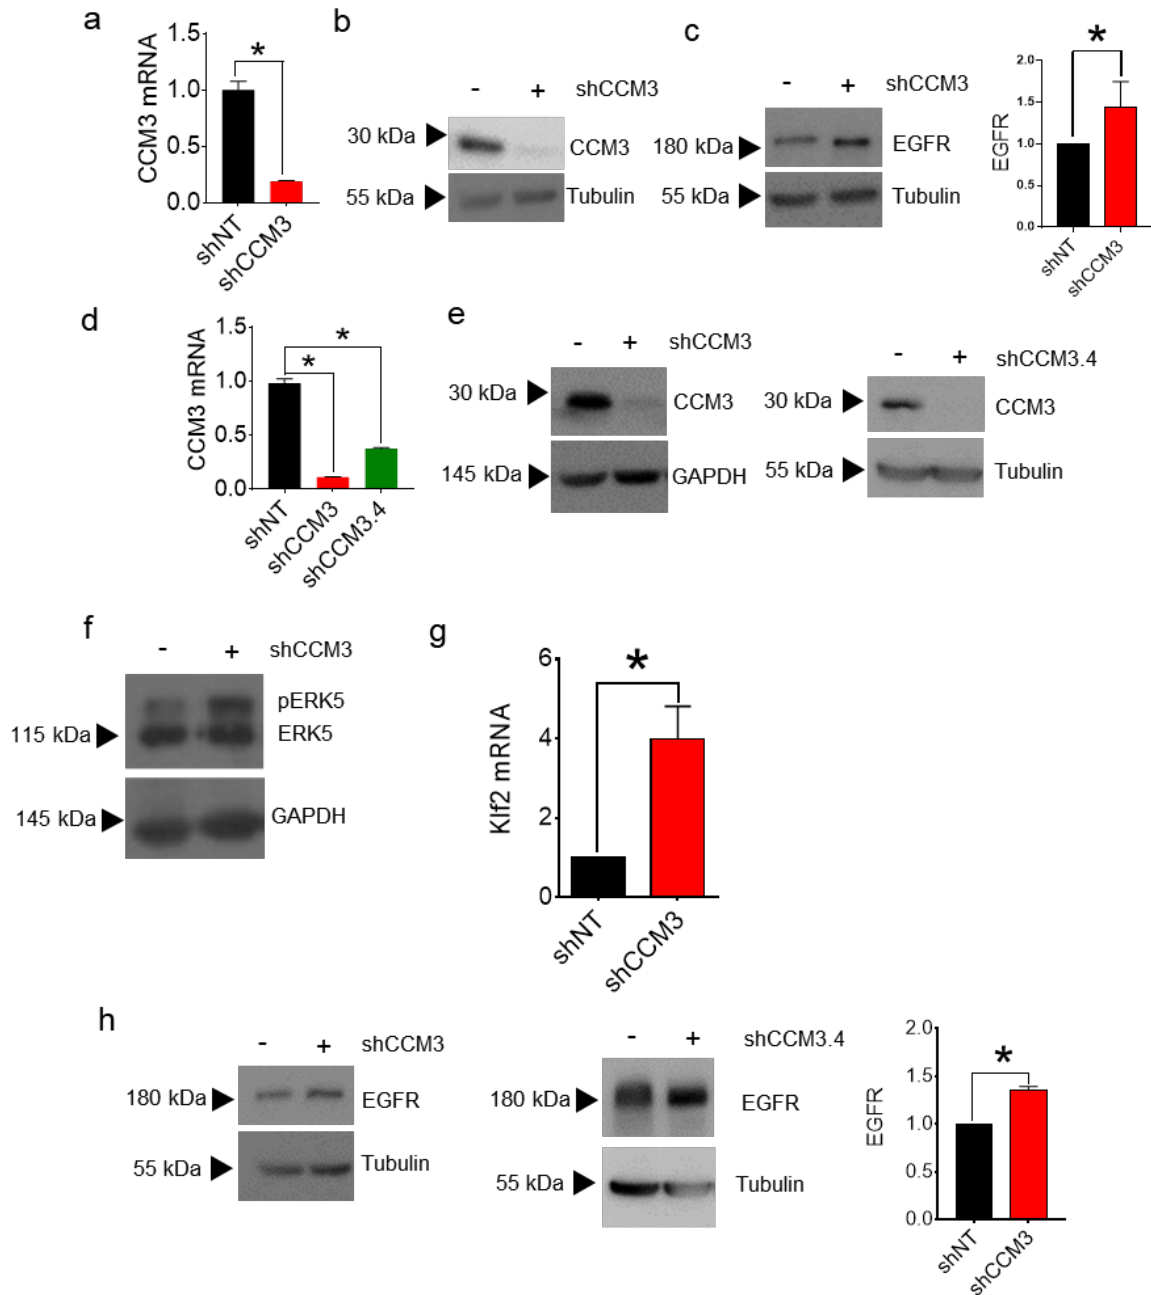 a
CCM3 mRNA
1.5
1.0
0.5
0.0
*
shNT
shCCM3
b
- + shCCM3
30 kDa CCM3
55 kDa Tubulin
c
- + shCCM3
180 kDa EGFR
55 kDa Tubulin
EGFR
2.0
1.5
1.0
0.5
0.0
*
shNT
shCCM3
d
CCM3 mRNA
1.5
1.0
0.5
0.0
*
*
shNT
shCCM3
shCCM3.4
e
- + shCCM3
30 kDa CCM3
145 kDa GAPDH
- + shCCM3.4
30 kDa CCM3
55 kDa Tubulin
f
- + shCCM3
pERK5
115 kDa ERK5
145 kDa GAPDH
g
Klf2 mRNA
6
4
2
0
*
shNT
shCCM3
h
- + shCCM3
180 kDa EGFR
55 kDa Tubulin
- + shCCM3.4
180 kDa EGFR
55 kDa Tubulin
EGFR
2.0
1.5
1.0
0.5
0.0
*
shNT
shCCM3